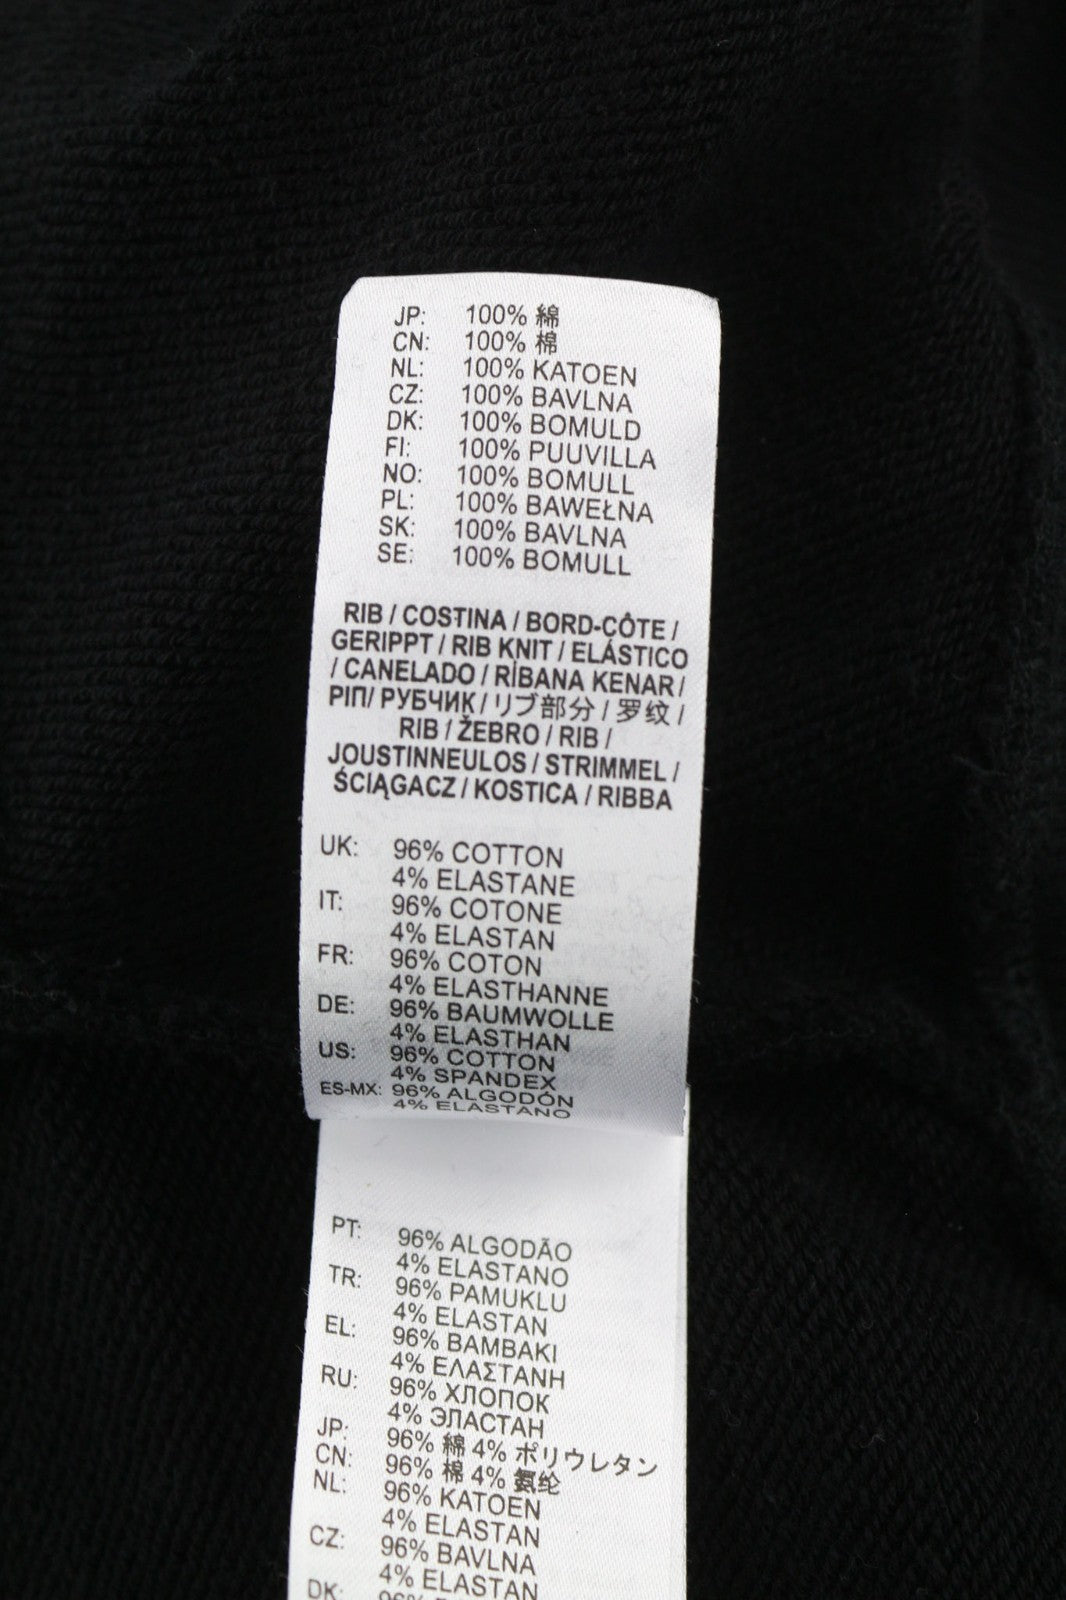 JP: 100% 綿
CN: 100% 棉
NL: 100% KATOEN
CZ: 100% BAVLNA
DK: 100% BOMULD
FI: 100% PUUVILLA
NO: 100% BOMULL
PL: 100% BAWEŁNA
SK: 100% BAVLNA
SE: 100% BOMULL
RIB / COSTINA / BORD-CÔTE /
GERIPPT / RIB KNIT / ELÁSTICO
/ CANELADO / RİBANA KENAR /
ΡΙΠ/ РУБЧИК / リブ部分 / 罗纹 /
RIB / ŽEBRO / RIB /
JOUSTINNEULOS / STRIMMEL /
ŚCIĄGACZ / KOSTICA / RIBBA
UK: 96% COTTON
4% ELASTANE
IT: 96% COTONE
4% ELASTAN
FR: 96% COTON
4% ELASTHANNE
DE: 96% BAUMWOLLE
4% ELASTHAN
US: 96% COTTON
4% SPANDEX
ES-MX: 96% ALGODÓN
4% ELASTANO
PT: 96% ALGODÃO
4% ELASTANO
TR: 96% PAMUKLU
4% ELASTAN
EL: 96% ΒΑΜΒΑΚΙ
4% ΕΛΑΣΤΑΝΗ
RU: 96% ХЛОПОК
4% ЭЛАСТАН
JP: 96% 綿 4% ポリウレタン
CN: 96% 棉 4% 氨纶
NL: 96% KATOEN
4% ELASTAN
CZ: 96% BAVLNA
4% ELASTAN
DK: 96%